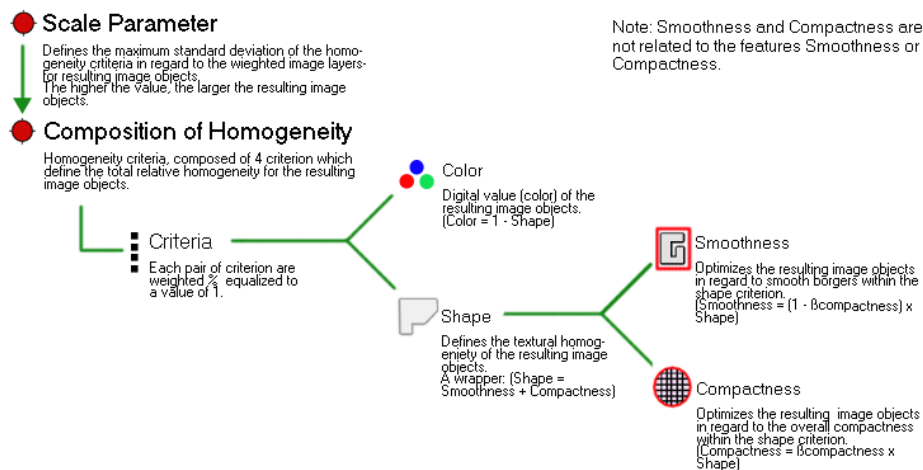 Scale Parameter
Defines the maximum standard deviation of the homo-
geneity critiera in regard to the wieghted image layers-
for resulting image objects.
The higher the value, the larger the resulting image
objects.
Note: Smoothness and Compactness are
not related to the features Smoothness or
Compactness.
Composition of Homogeneity
Homogeneity criteria, composed of 4 criterion which
define the total relative homogeneity for the resulting
image objects.
Criteria
Each pair of criterion are
weighted % equalized to
a value of 1.
Color
Digital value (color) of the
resulting image objects.
(Color = 1 - Shape)
Shape
Defines the textural homog-
eniety of the resulting image
objects.
A wrapper: (Shape =
Smoothness + Compactness)
Smoothness
Optimizes the resulting image objects
in regard to smooth borgers within the
shape criterion.
(Smoothness = (1 - βcompactness) x
Shape)
Compactness
Optimizes the resulting image objects
in regard to the overall compactness
within the shape criterion.
(Compactness = βcompactness x
Shape)